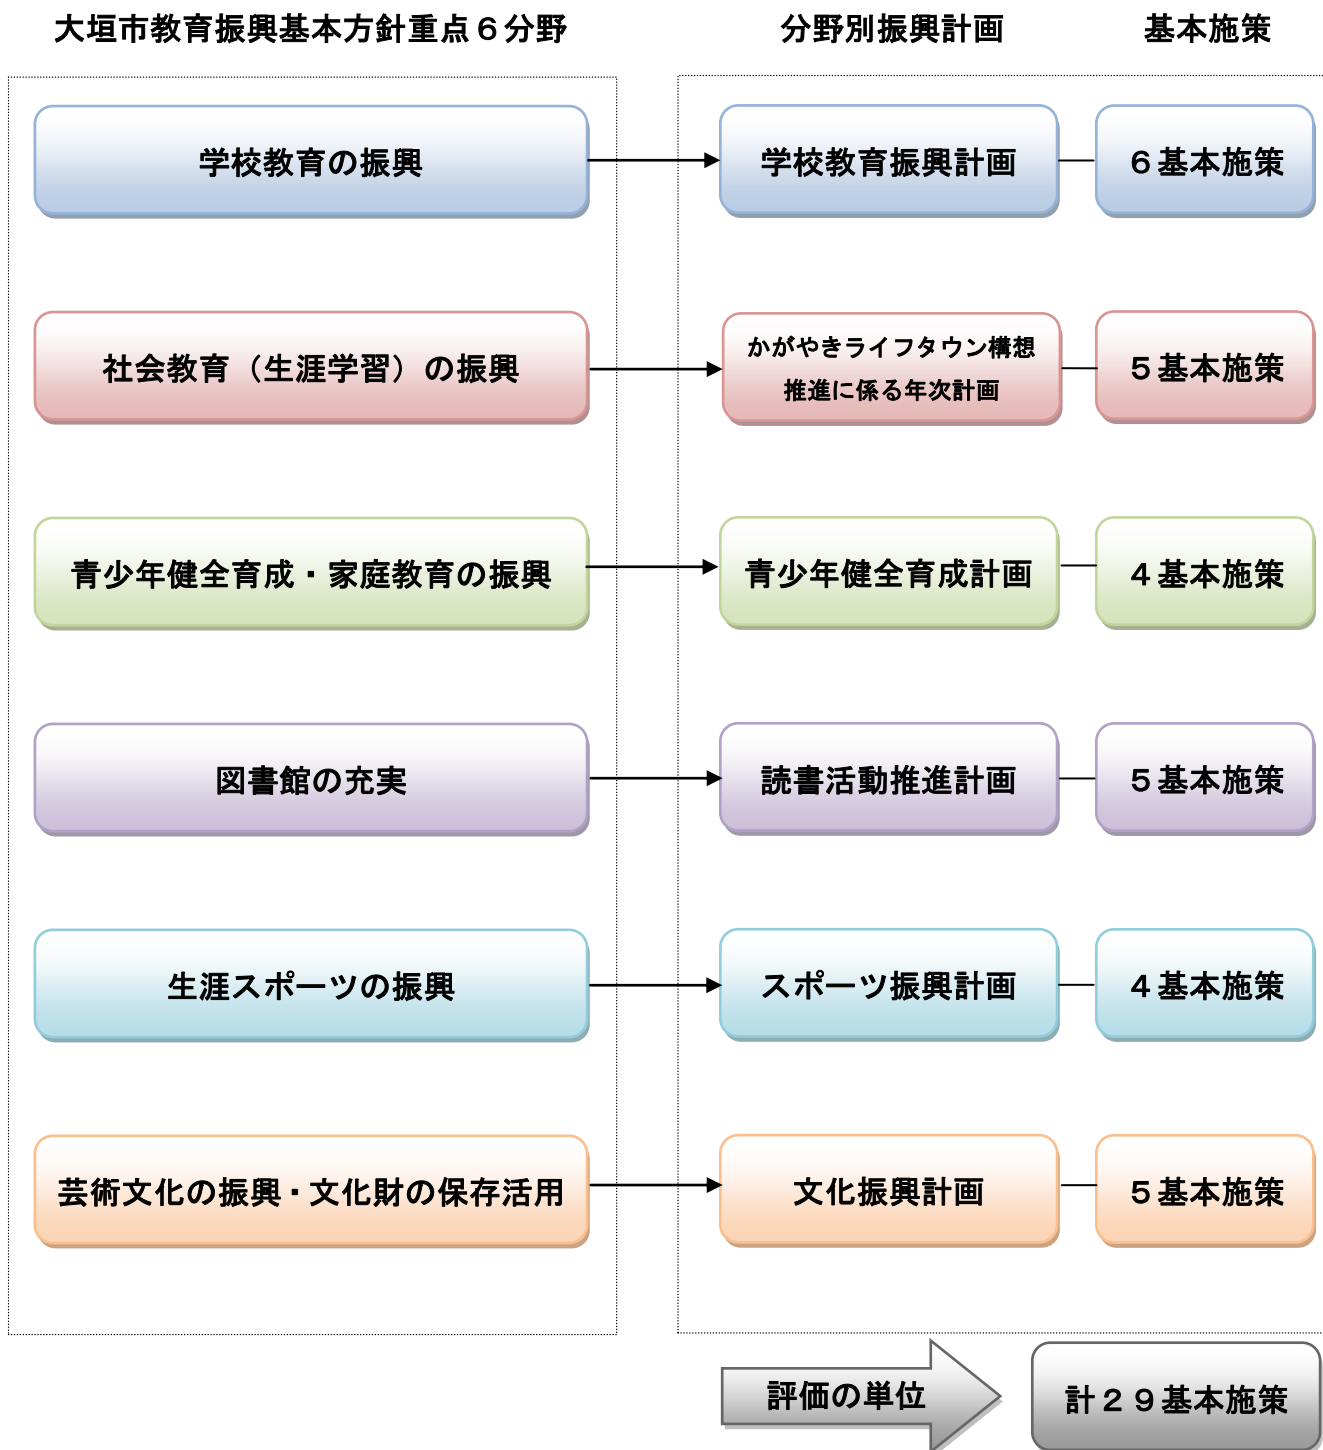 大垣市教育振興基本方針重点６分野 分野別振興計画 基本施策
学校教育の振興 学校教育振興計画 ６基本施策
社会教育（生涯学習）の振興 かがやきライフタウン構想 ５基本施策
推進に係る年次計画
青少年健全育成・家庭教育の振興 青少年健全育成計画 ４基本施策
図書館の充実 読書活動推進計画 ５基本施策
生涯スポーツの振興 スポーツ振興計画 ４基本施策
芸術文化の振興・文化財の保存活用 文化振興計画 ５基本施策
評価の単位 計２９基本施策